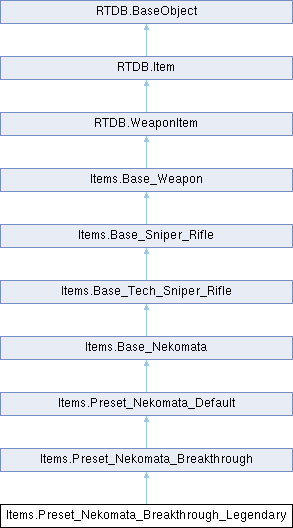 RTDB.BaseObject
RTDB.Item
RTDB.WeaponItem
Items.Base_Weapon
Items.Base_Sniper_Rifle
Items.Base_Tech_Sniper_Rifle
Items.Base_Nekomata
Items.Preset_Nekomata_Default
Items.Preset_Nekomata_Breakthrough
Items.Preset_Nekomata_Breakthrough_Legendary